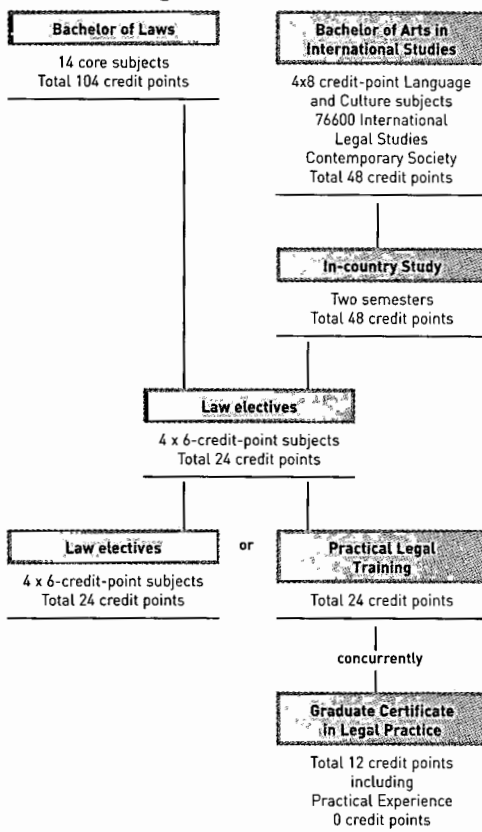 Bachelor of Laws
14 core subjects
Total 104 credit points
Bachelor of Arts in
International Studies
4x8 credit-point Language
and Culture subjects
76600 International
Legal Studies
Contemporary Society
Total 48 credit points
In-country Study
Two semesters
Total 48 credit points
Law electives
4 x 6-credit-point subjects
Total 24 credit points
Law electives
4 x 6-credit-point subjects
Total 24 credit points
or
Practical Legal
Training
Total 24 credit points
concurrently
Graduate Certificate
in Legal Practice
Total 12 credit points
including
Practical Experience
0 credit points